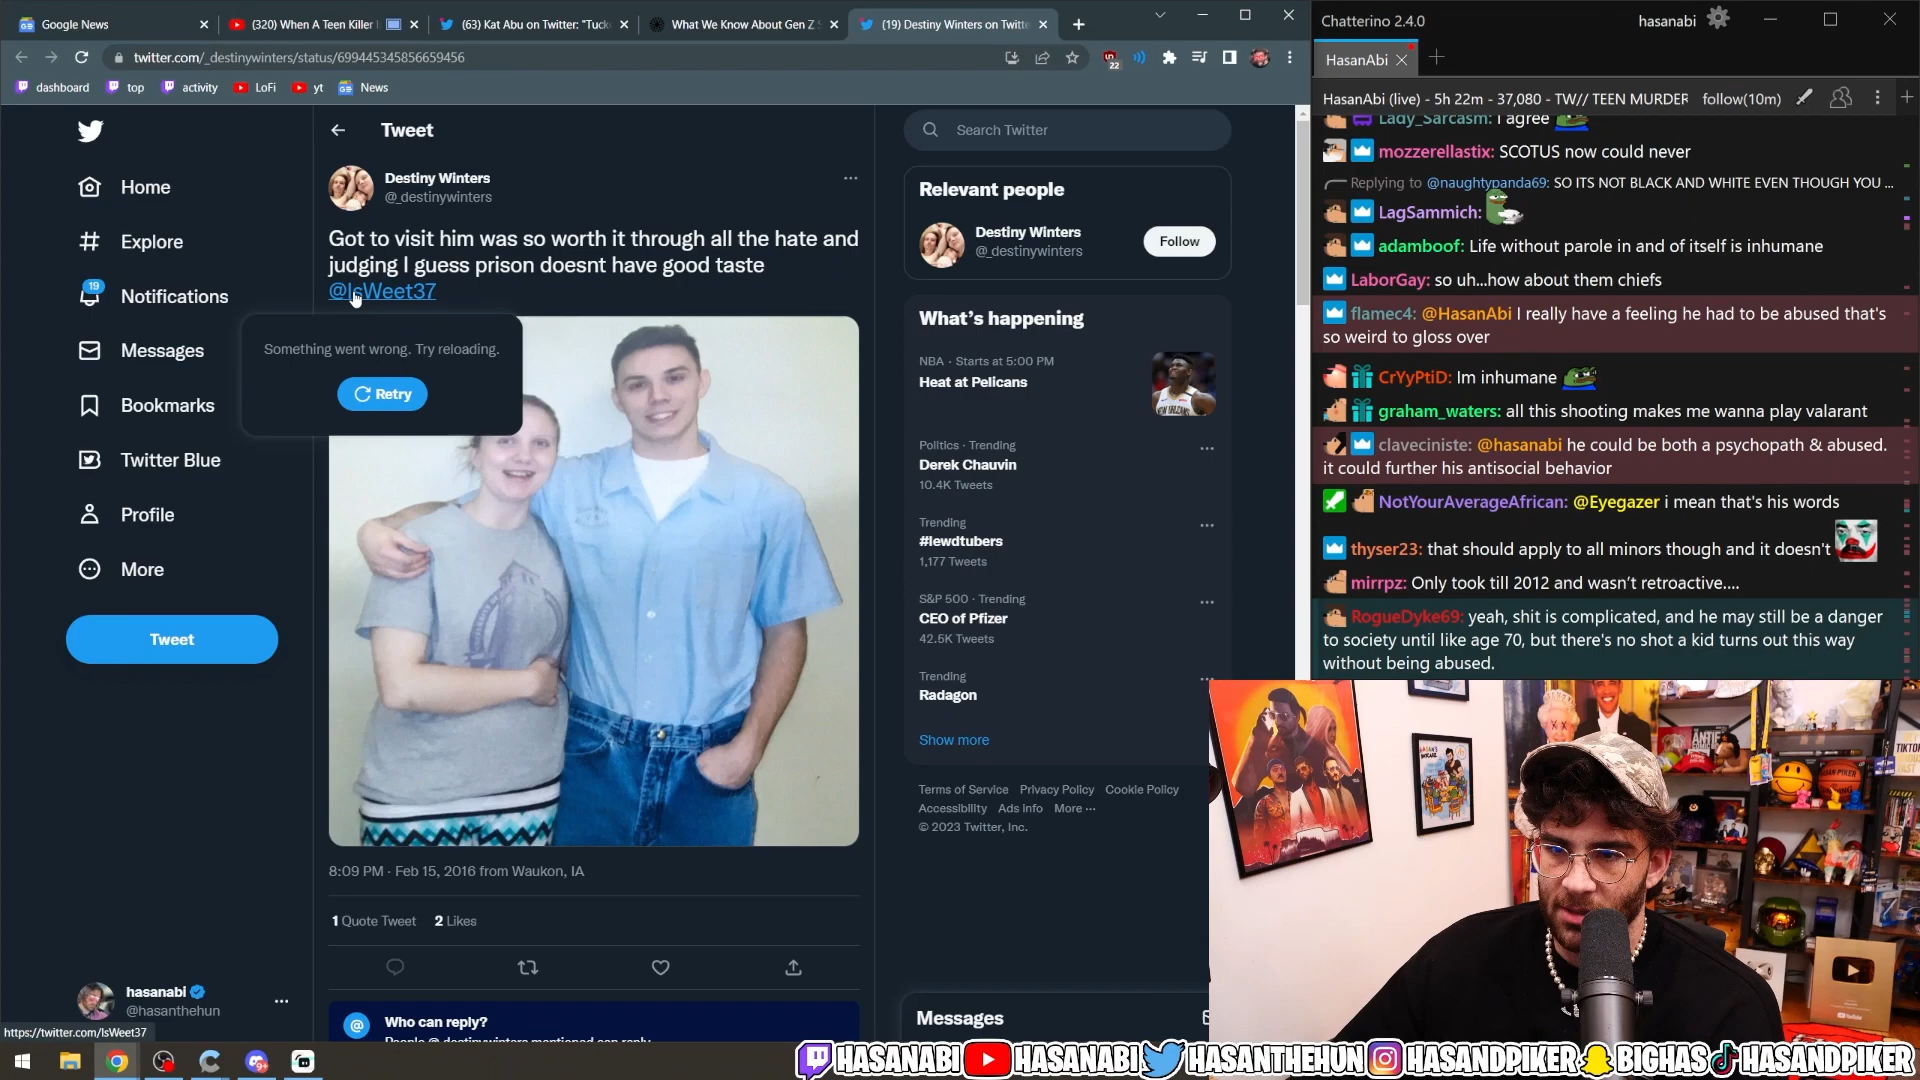 Google News
(320) When A Teen Killer
(63) Kat Abu on Twitter: "Tuck
What We Know About Gen Z
(19) Destiny Winters on Twitte
twitter.com/_destinywinters/status/699445345856659456
22
dashboard
top
activity
LoFi
yt
News
Tweet
Home
Explore
19
Notifications
Messages
Bookmarks
Twitter Blue
Profile
More
Tweet
hasanabi
@hasanthehun
https://twitter.com/IsWeet37
Destiny Winters
@_destinywinters
Got to visit him was so worth it through all the hate and
judging I guess prison doesnt have good taste
@IsWeet37
Something went wrong. Try reloading.
Retry
8:09 PM · Feb 15, 2016 from Waukon, IA
1 Quote Tweet 2 Likes
Who can reply?
People @_destinywinters mentioned can reply
Search Twitter
Relevant people
Destiny Winters
@_destinywinters
Follow
What's happening
NBA · Starts at 5:00 PM
Heat at Pelicans
Politics · Trending
Derek Chauvin
10.4K Tweets
Trending
#lewdtubers
1,177 Tweets
S&P 500 · Trending
CEO of Pfizer
42.5K Tweets
Trending
Radagon
Show more
Terms of Service Privacy Policy Cookie Policy
Accessibility Ads info More ···
© 2023 Twitter, Inc.
Messages
Chatterino 2.4.0
hasanabi
HasanAbi
HasanAbi (live) - 5h 22m - 37,080 - TW// TEEN MURDER
follow(10m)
Lady_Sarcasm: I agree
mozzerellastix: SCOTUS now could never
Replying to @naughtypanda69: SO ITS NOT BLACK AND WHITE EVEN THOUGH YOU ...
LagSammich:
adamboof: Life without parole in and of itself is inhumane
LaborGay: so uh...how about them chiefs
flamec4: @HasanAbi I really have a feeling he had to be abused that's
so weird to gloss over
CrYyPtiD: Im inhumane
graham_waters: all this shooting makes me wanna play valarant
claveciniste: @hasanabi he could be both a psychopath & abused.
it could further his antisocial behavior
NotYourAverageAfrican: @Eyegazer i mean that's his words
thyser23: that should apply to all minors though and it doesn't
mirrpz: Only took till 2012 and wasn't retroactive....
RogueDyke69: yeah, shit is complicated, and he may still be a danger
to society until like age 70, but there's no shot a kid turns out this way
without being abused.
HASANABI HASANABI HASANTHEHUN HASANDPIKER BIGHAS HASANDPIKER